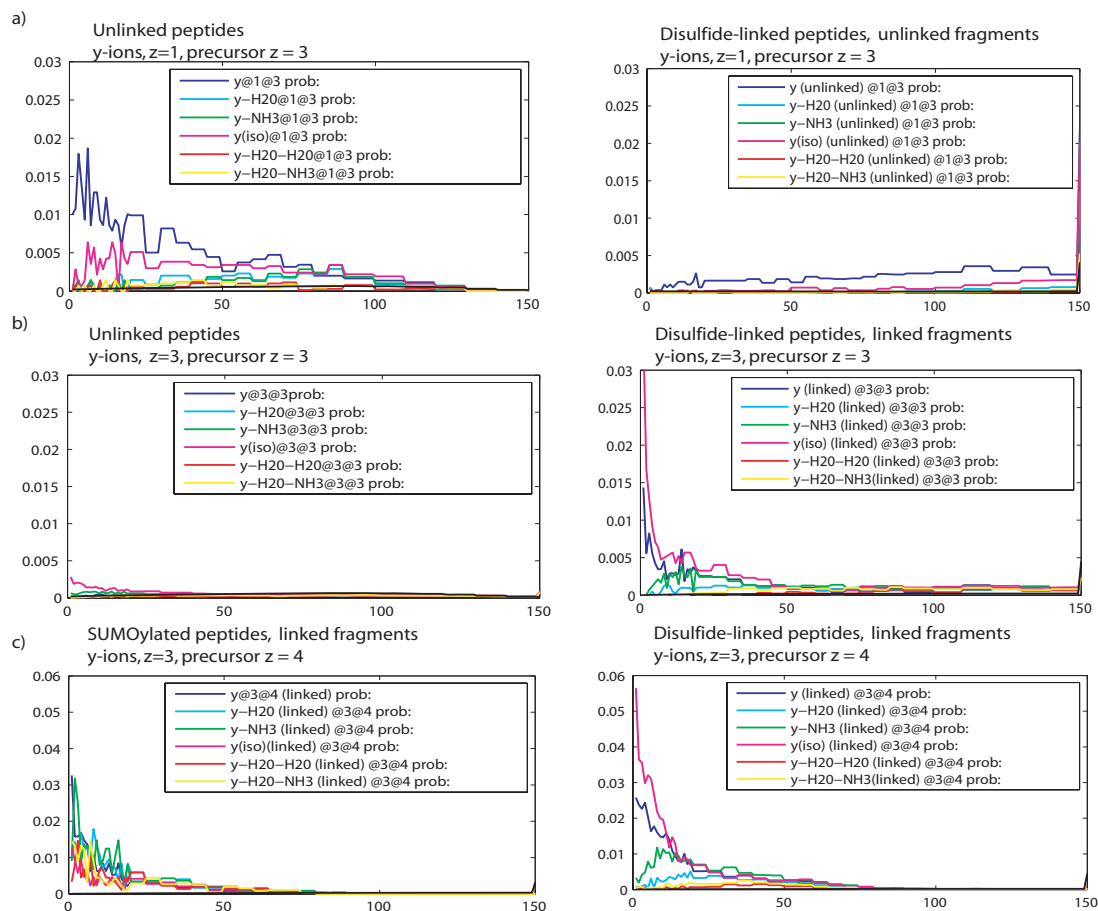 a)
Unlinked peptides
y-ions, z=1, precursor z = 3
0.03
0.025
0.02
0.015
0.01
0.005
0
0 50 100 150
y@1@3 prob:
y−H20@1@3 prob:
y−NH3@1@3 prob:
y(iso)@1@3 prob:
y−H20−H20@1@3 prob:
y−H20−NH3@1@3 prob:
Disulfide-linked peptides, unlinked fragments
y-ions, z=1, precursor z = 3
0.03
0.025
0.02
0.015
0.01
0.005
0
0 50 100 150
y (unlinked) @1@3 prob:
y−H20 (unlinked) @1@3 prob:
y−NH3 (unlinked) @1@3 prob:
y(iso) (unlinked) @1@3 prob:
y−H20−H20 (unlinked) @1@3 prob:
y−H20−NH3 (unlinked) @1@3 prob:
b)
Unlinked peptides
y-ions, z=3, precursor z = 3
0.03
0.025
0.02
0.015
0.01
0.005
0
0 50 100 150
y@3@3prob:
y−H20@3@3 prob:
y−NH3@3@3 prob:
y(iso)@3@3 prob:
y−H20−H20@3@3 prob:
y−H20−NH3@3@3 prob:
Disulfide-linked peptides, linked fragments
y-ions, z=3, precursor z = 3
0.03
0.025
0.02
0.015
0.01
0.005
0
0 50 100 150
y (linked) @3@3 prob:
y−H20 (linked) @3@3 prob:
y−NH3 (linked) @3@3 prob:
y(iso) (linked) @3@3 prob:
y−H20−H20 (linked) @3@3 prob:
y−H20−NH3(linked) @3@3 prob:
c)
SUMOylated peptides, linked fragments
y-ions, z=3, precursor z = 4
0.06
0.05
0.04
0.03
0.02
0.01
0
0 50 100 150
y@3@4 (linked) prob:
y−H20 (linked) @3@4 prob:
y−NH3 (linked) @3@4 prob:
y(iso)(linked) @3@4 prob:
y−H20−H20 (linked) @3@4 prob:
y−H20−NH3 (linked) @3@4 prob:
Disulfide-linked peptides, linked fragments
y-ions, z=3, precursor z = 4
0.06
0.05
0.04
0.03
0.02
0.01
0
0 50 100 150
y (linked) @3@4 prob:
y−H20 (linked) @3@4 prob:
y−NH3 (linked) @3@4 prob:
y(iso) (linked) @3@4 prob:
y−H20−H20 (linked) @3@4 prob:
y−H20−NH3(linked) @3@4 prob: